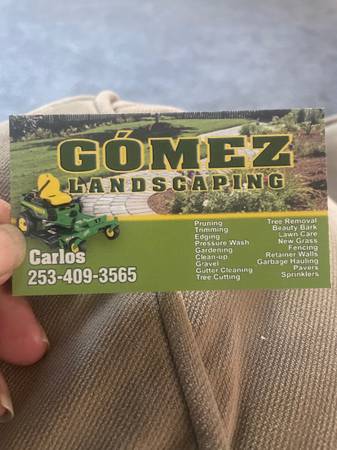 GÓMEZ
LANDSCAPING
Carlos
253-409-3565
Pruning
Trimming
Edging
Pressure Wash
Gardening
Clean-up
Gravel
Gutter Cleaning
Tree Cutting
Tree Removal
Beauty Bark
Lawn Care
New Grass
Fencing
Retainer Walls
Garbage Hauling
Pavers
Sprinklers